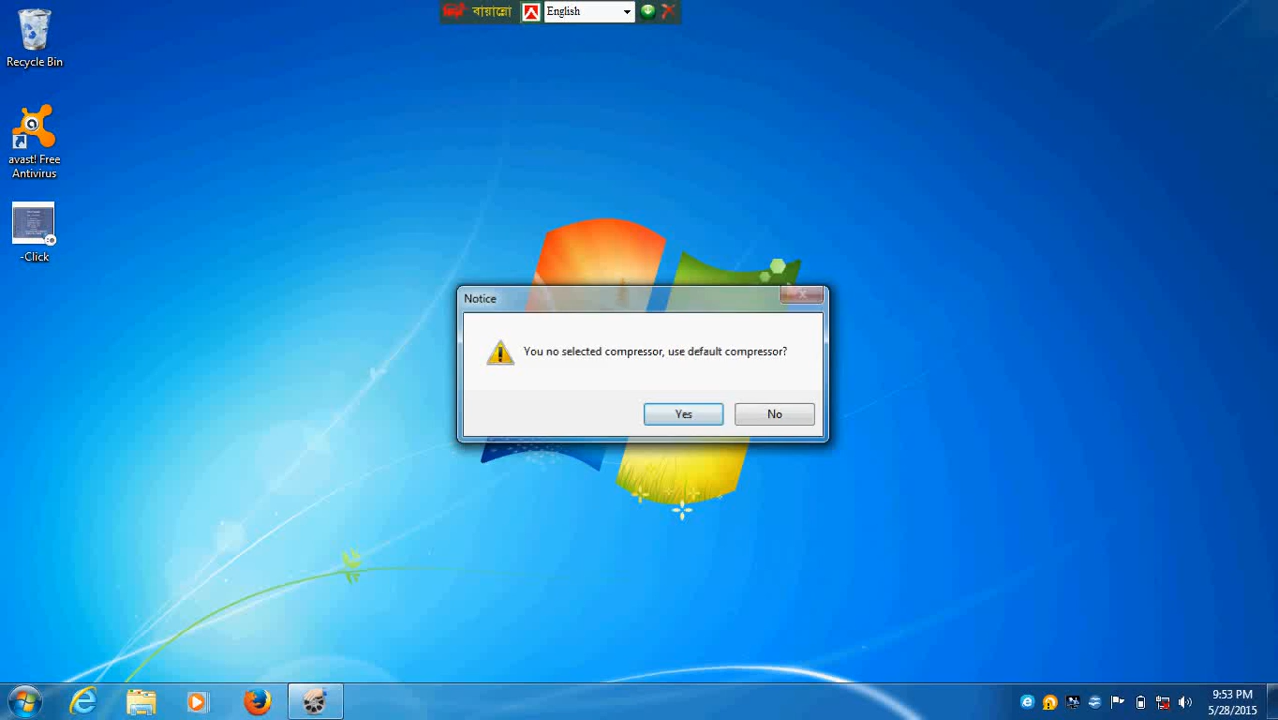 বায়ান্নো English
Recycle Bin
avast! Free
Antivirus
-Click
Notice
You no selected compressor, use default compressor?
Yes No
9:53 PM
5/28/2015